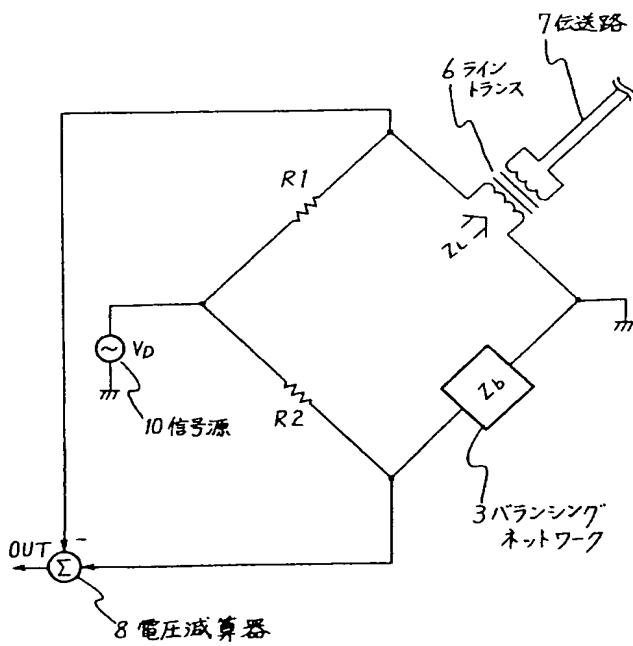 7伝送路
6 ライン
トランス
R1
ZL
VD
Zb
10 信号源
R2
3 バランシング
ネットワーク
OUT
-
Σ
8 電圧減算器